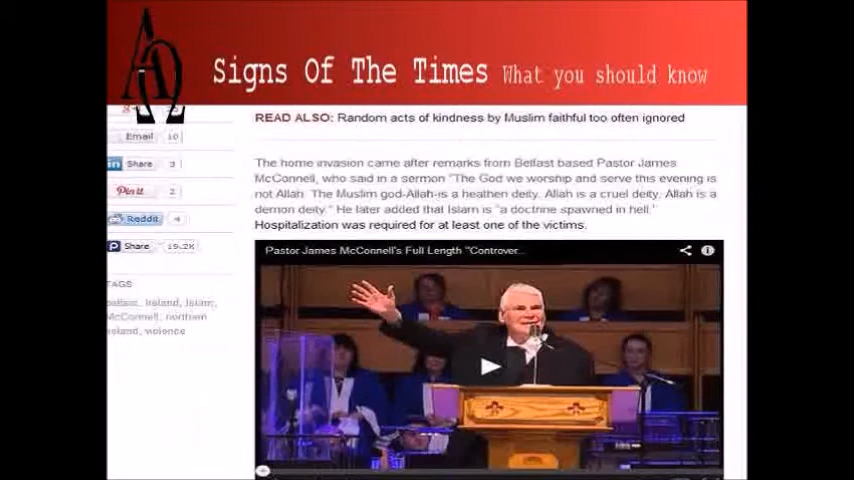 Signs Of The Times What you should know
READ ALSO: Random acts of kindness by Muslim faithful too often ignored
Email 10
The home invasion came after remarks from Belfast based Pastor James
in Share 3
McConnell, who said in a sermon "The God we worship and serve this evening is
Pin it 2
not Allah. The Muslim god-Allah-is a heathen deity. Allah is a cruel deity. Allah is a
demon deity." He later added that Islam is "a doctrine spawned in hell."
Reddit 4
Hospitalization was required for at least one of the victims.
Share 19.2K
Pastor James McConnell's Full Length "Controver...
TAGS
belfast, ireland, islam,
McConnell, northern
ireland, violence